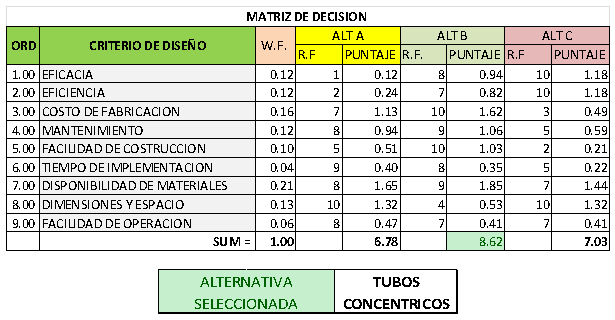 MATRIZ DE DECISION
ORD CRITERIO DE DISEÑO W.F. ALT A ALT B ALT C
R.F PUNTAJE R.F. PUNTAJE R.F PUNTAJE
1.00 EFICACIA 0.12 1 0.12 8 0.94 10 1.18
2.00 EFICIENCIA 0.12 2 0.24 7 0.82 10 1.18
3.00 COSTO DE FABRICACION 0.16 7 1.13 10 1.62 3 0.49
4.00 MANTENIMIENTO 0.12 8 0.94 9 1.06 5 0.59
5.00 FACILIDAD DE COSTRUCCION 0.10 5 0.51 10 1.03 2 0.21
6.00 TIEMPO DE IMPLEMENTACION 0.04 9 0.40 8 0.35 5 0.22
7.00 DISPONIBILIDAD DE MATERIALES 0.21 8 1.65 9 1.85 7 1.44
8.00 DIMENSIONES Y ESPACIO 0.13 10 1.32 4 0.53 10 1.32
9.00 FACILIDAD DE OPERACION 0.06 8 0.47 7 0.41 7 0.41
SUM = 1.00 6.78 8.62 7.03
ALTERNATIVA TUBOS
SELECCIONADA CONCENTRICOS